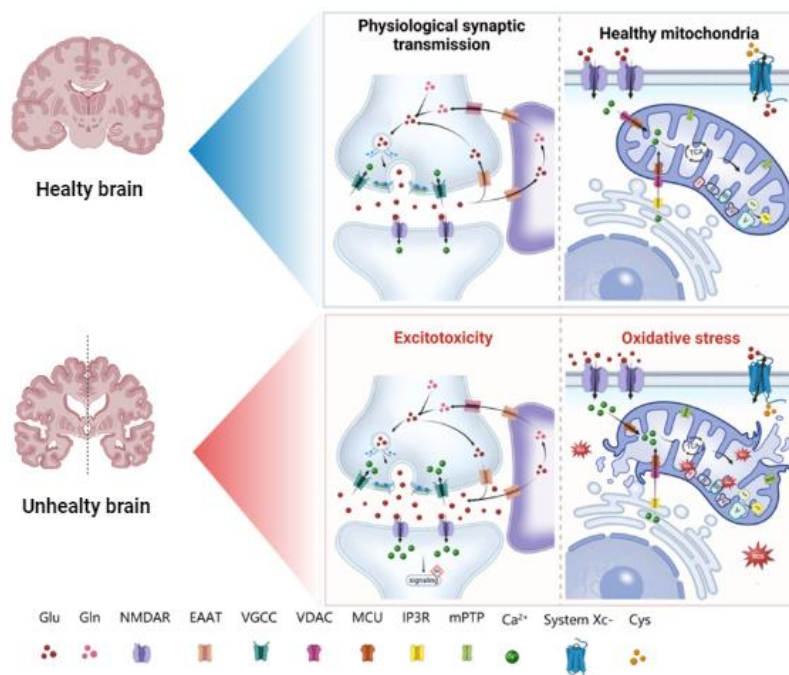 Physiological synaptic
transmission
Healthy mitochondria
TCA
Healty brain
Excitotoxicity
Oxidative stress
Unhealty brain
signaling
ROS
Glu Gln NMDAR EAAT VGCC VDAC MCU IP3R mPTP Ca²⁺ System Xc- Cys